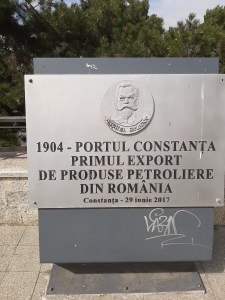 1904 - PORTUL CONSTANȚA
PRIMUL EXPORT
DE PRODUSE PETROLIERE
DIN ROMÂNIA
Constanța - 29 iunie 2017